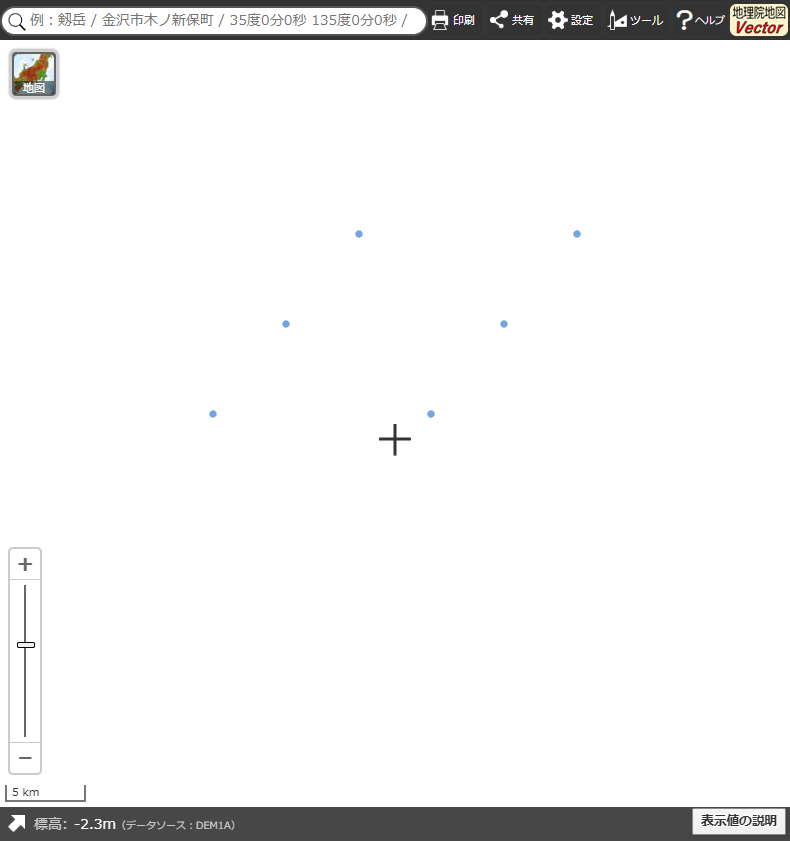 例：剱岳 / 金沢市木ノ新保町 / 35度0分0秒 135度0分0秒 /
印刷
共有
設定
ツール
ヘルプ
地理院地図
Vector
地図
5 km
標高: -2.3m（データソース：DEM1A）
表示値の説明